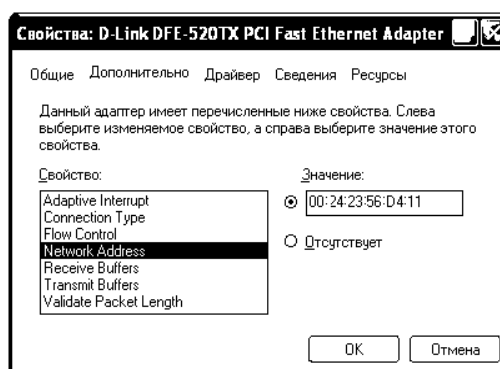 Свойства: D-Link DFE-520TX PCI Fast Ethernet Adapter
Общие Дополнительно Драйвер Сведения Ресурсы
Данный адаптер имеет перечисленные ниже свойства. Слева
выберите изменяемое свойство, а справа выберите значение этого
свойства.
Свойство:
Значение:
Adaptive Interrupt
Connection Type
Flow Control
Network Address
Receive Buffers
Transmit Buffers
Validate Packet Length
00:24:23:56:D4:11
Отсутствует
OK
Отмена